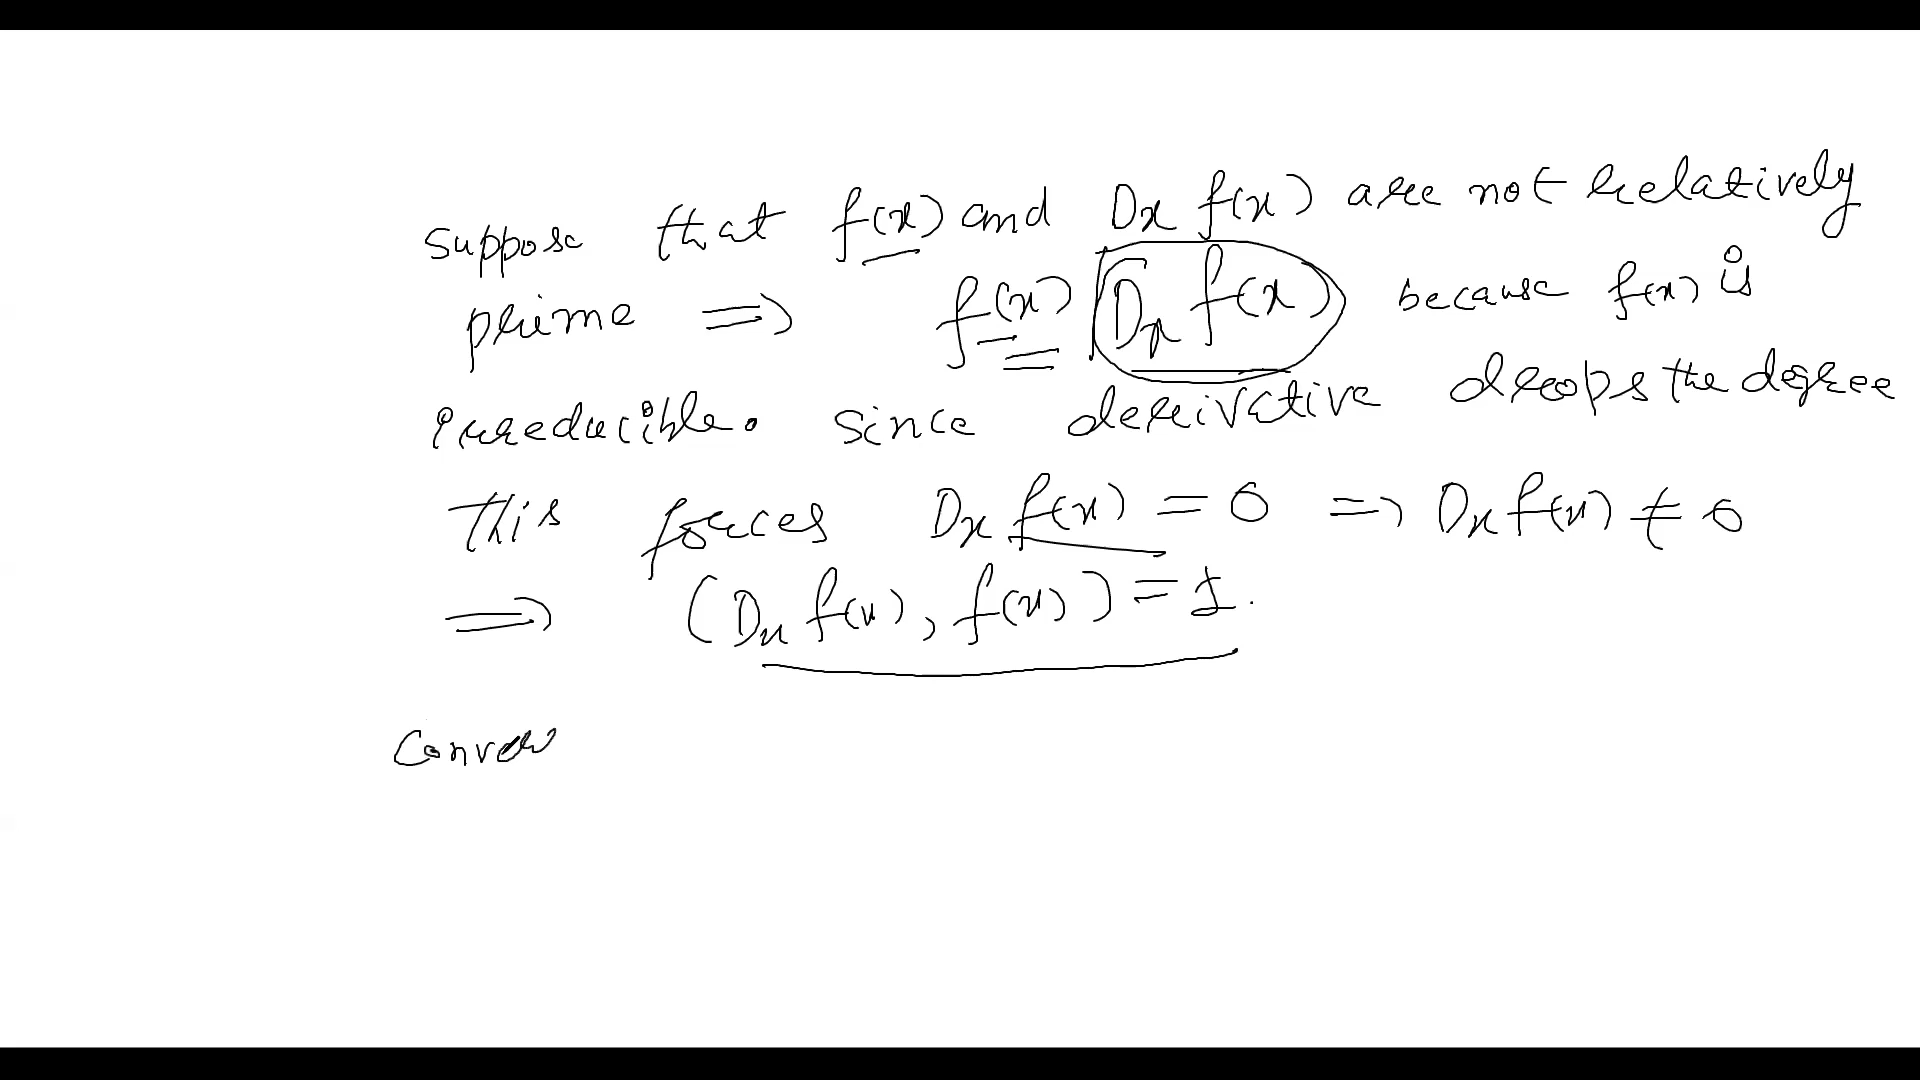 suppose that f(x) and Dx f(x) are not relatively
prime => f(x) | Dx f(x) because f(x) is
irreducible. since derivative drops the degree
this forces Dx f(x) = 0 => Dx f(x) ≠ 0
=> (Dx f(x), f(x)) = 1.